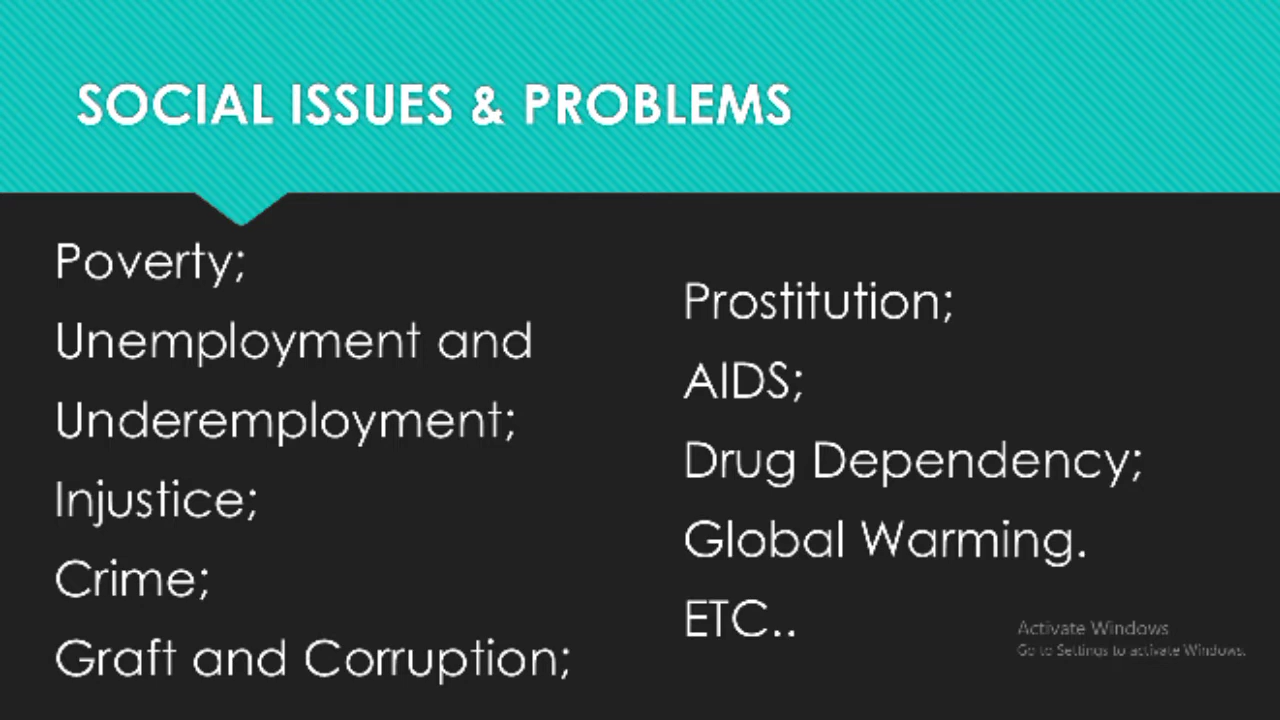 SOCIAL ISSUES & PROBLEMS
Poverty;
Unemployment and
Underemployment;
Injustice;
Crime;
Graft and Corruption;
Prostitution;
AIDS;
Drug Dependency;
Global Warming.
ETC..
Activate Windows
Go to Settings to activate Windows.